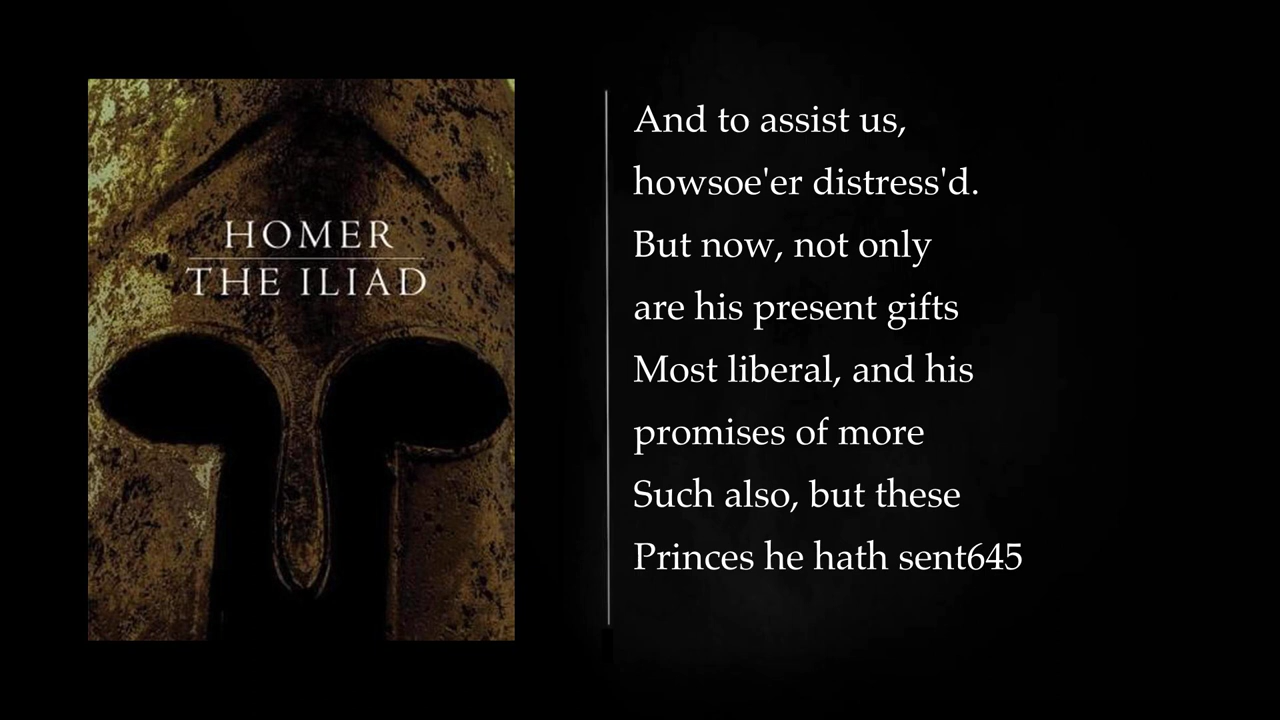 HOMER
THE ILIAD
And to assist us,
howsoe'er distress'd.
But now, not only
are his present gifts
Most liberal, and his
promises of more
Such also, but these
Princes he hath sent645